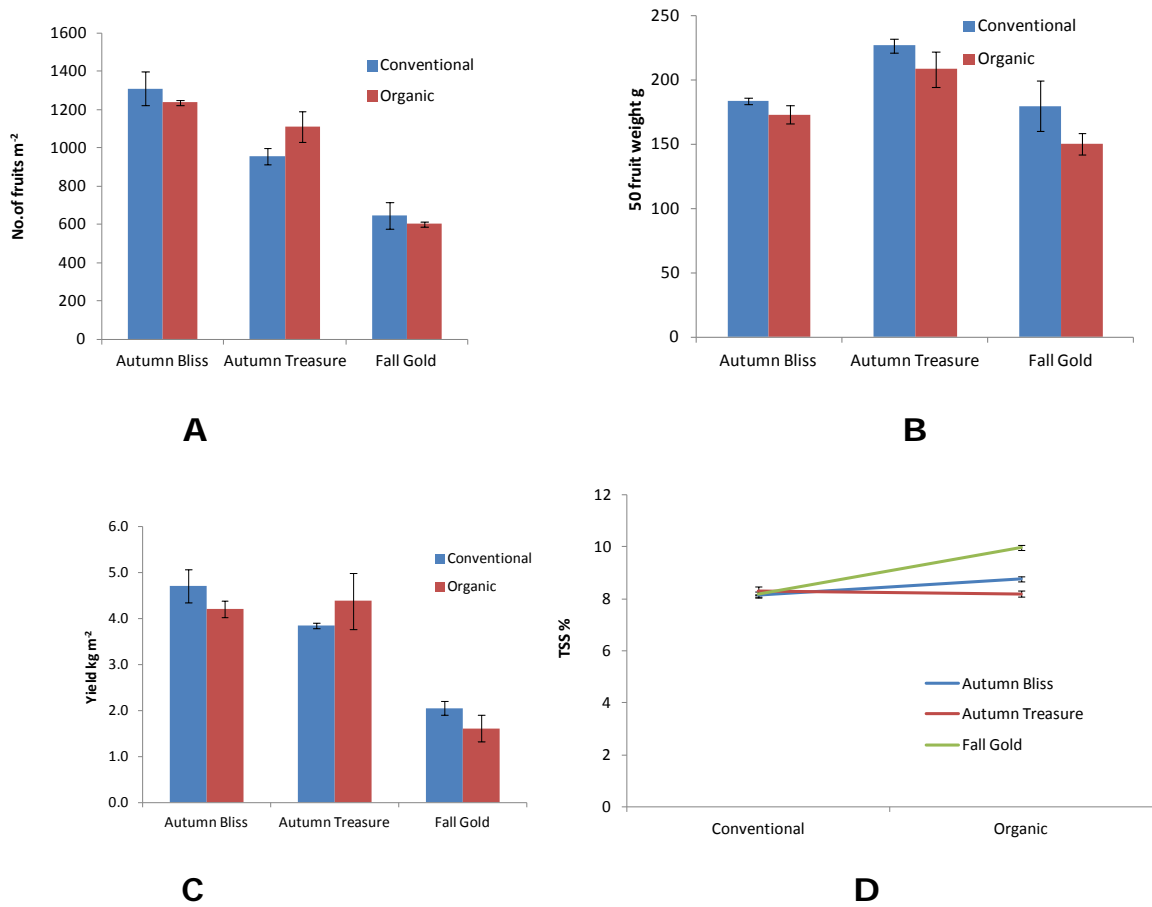 1600
1400
1200
1000
800
600
400
200
0
No.of fruits m⁻²
Conventional
Organic
Autumn Bliss Autumn Treasure Fall Gold
A
250
200
150
100
50
0
50 fruit weight g
Conventional
Organic
Autumn Bliss Autumn Treasure Fall Gold
B
6.0
5.0
4.0
3.0
2.0
1.0
0.0
Yield kg m⁻²
Conventional
Organic
Autumn Bliss Autumn Treasure Fall Gold
C
12
10
8
6
4
2
0
TSS %
Autumn Bliss
Autumn Treasure
Fall Gold
Conventional Organic
D